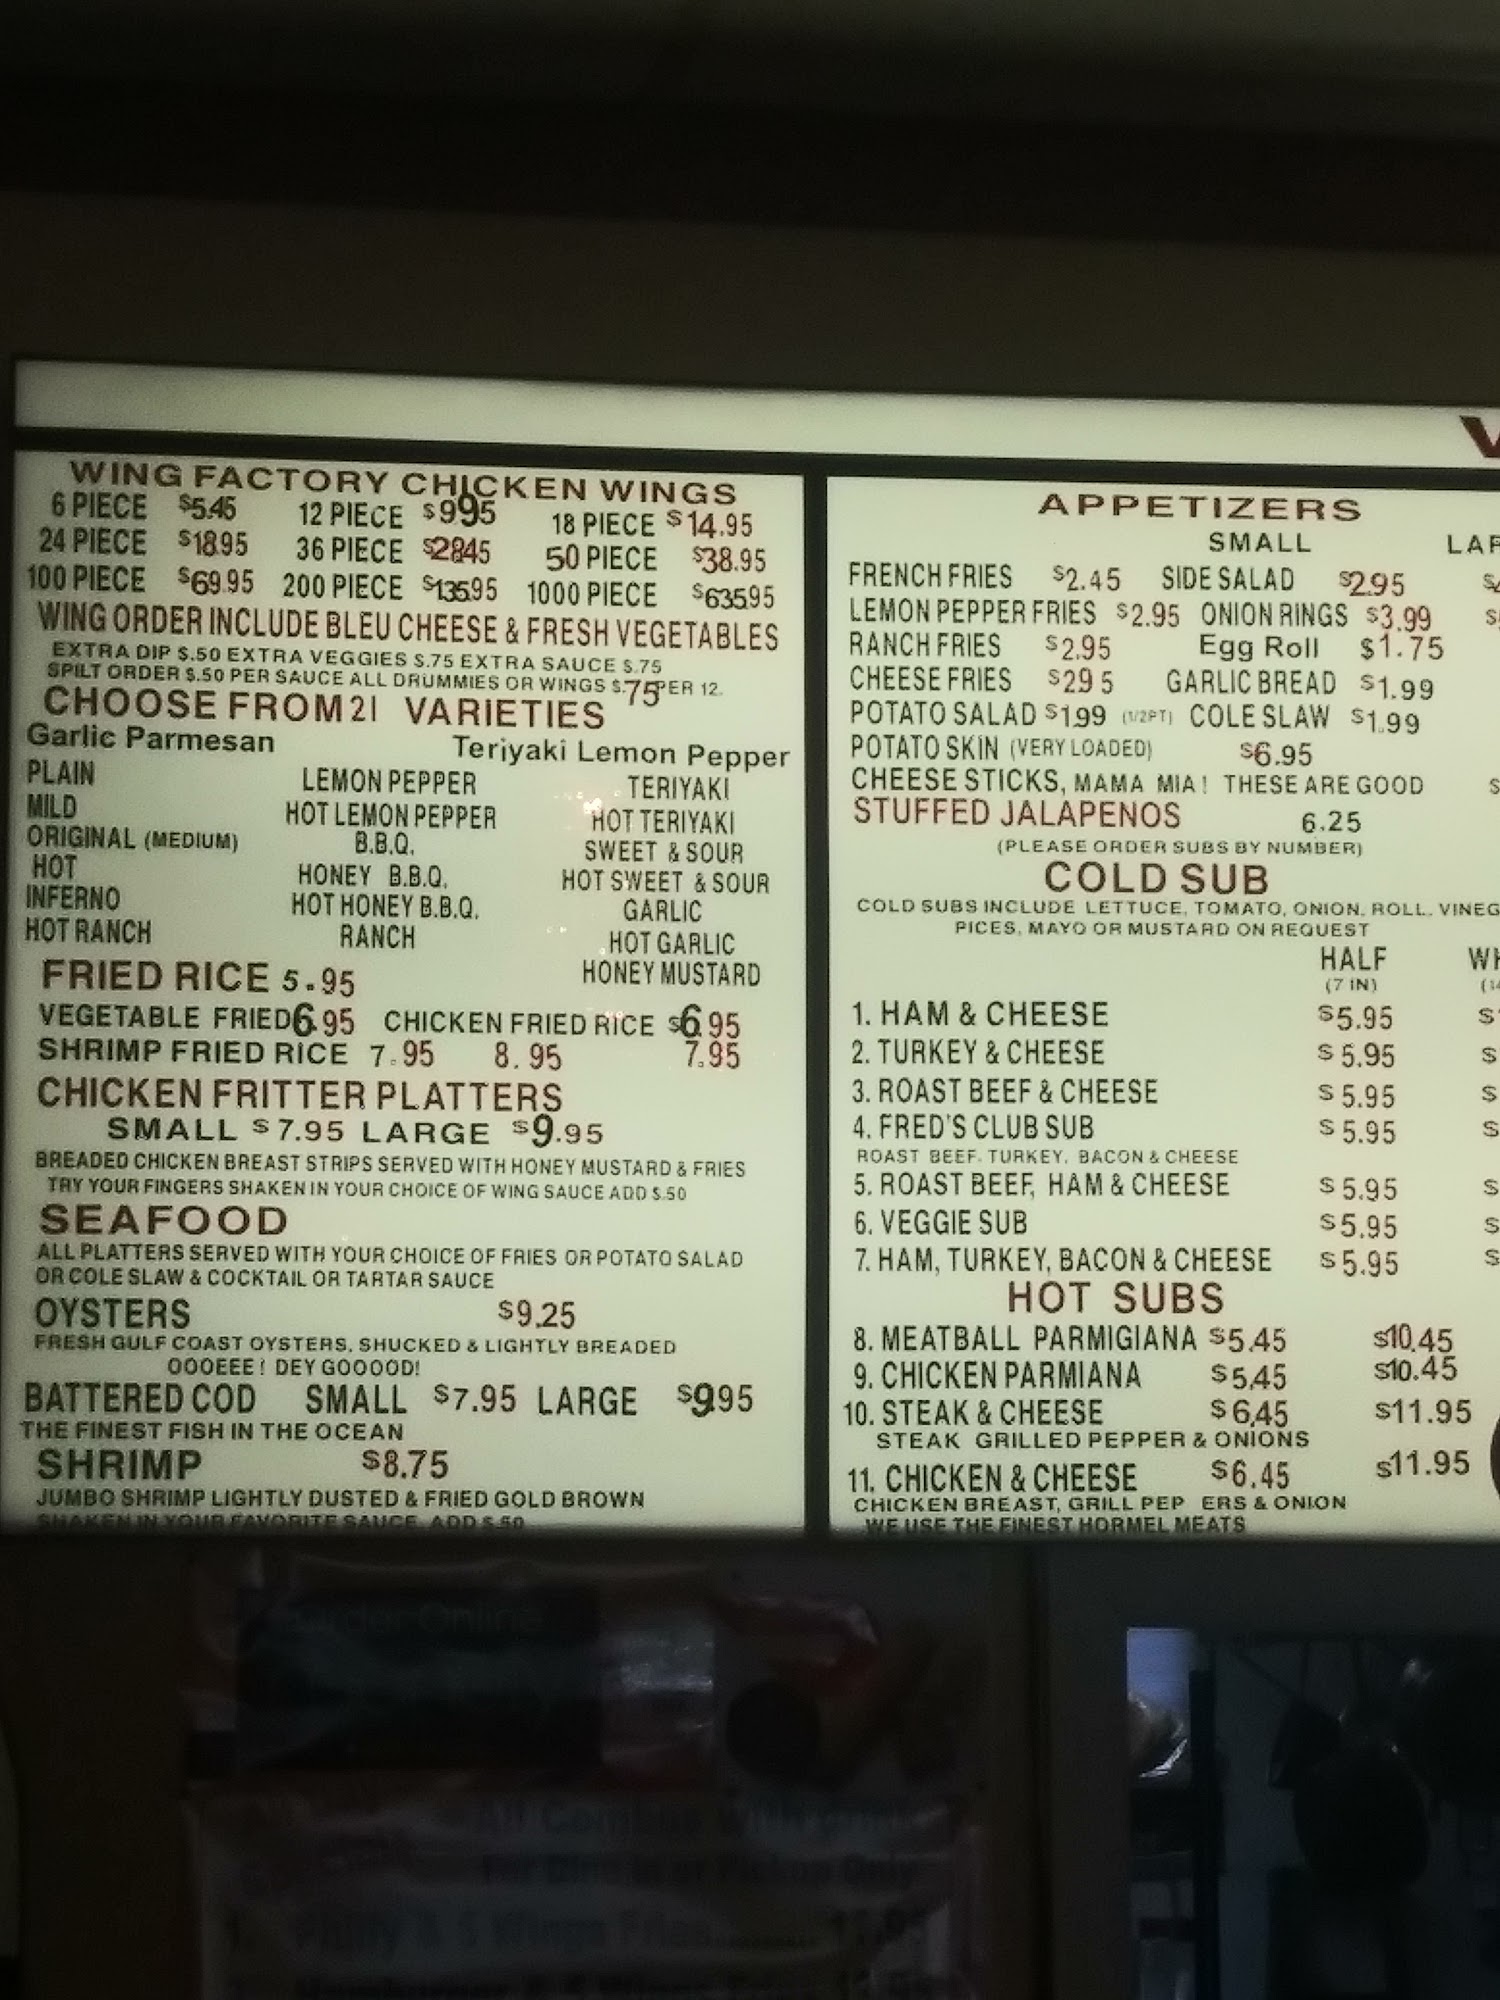 WING FACTORY CHICKEN WINGS
6 PIECE $5.45 12 PIECE $9.95 18 PIECE $14.95
24 PIECE $18.95 36 PIECE $28.45 50 PIECE $38.95
100 PIECE $69.95 200 PIECE $135.95 1000 PIECE $635.95
WING ORDER INCLUDE BLEU CHEESE & FRESH VEGETABLES
EXTRA DIP $.50 EXTRA VEGGIES $.75 EXTRA SAUCE $.75
SPILT ORDER $.50 PER SAUCE ALL DRUMMIES OR WINGS $.75 PER 12.
CHOOSE FROM 21 VARIETIES
Garlic Parmesan Teriyaki Lemon Pepper
PLAIN LEMON PEPPER TERIYAKI
MILD HOT LEMON PEPPER HOT TERIYAKI
ORIGINAL (MEDIUM) B.B.Q. SWEET & SOUR
HOT HONEY B.B.Q. HOT SWEET & SOUR
INFERNO HOT HONEY B.B.Q. GARLIC
HOT RANCH RANCH HOT GARLIC
HONEY MUSTARD
FRIED RICE 5.95
VEGETABLE FRIED 6.95 CHICKEN FRIED RICE $6.95
SHRIMP FRIED RICE 7.95 8.95 7.95
CHICKEN FRITTER PLATTERS
SMALL $7.95 LARGE $9.95
BREADED CHICKEN BREAST STRIPS SERVED WITH HONEY MUSTARD & FRIES
TRY YOUR FINGERS SHAKEN IN YOUR CHOICE OF WING SAUCE ADD $.50
SEAFOOD
ALL PLATTERS SERVED WITH YOUR CHOICE OF FRIES OR POTATO SALAD
OR COLE SLAW & COCKTAIL OR TARTAR SAUCE
OYSTERS $9.25
FRESH GULF COAST OYSTERS, SHUCKED & LIGHTLY BREADED
OOOEEE! DEY GOOOOD!
BATTERED COD SMALL $7.95 LARGE $9.95
THE FINEST FISH IN THE OCEAN
SHRIMP $8.75
JUMBO SHRIMP LIGHTLY DUSTED & FRIED GOLD BROWN
SHAKEN IN YOUR FAVORITE SAUCE, ADD $.50
APPETIZERS
SMALL
FRENCH FRIES $2.45 SIDE SALAD $2.95
LEMON PEPPER FRIES $2.95 ONION RINGS $3.99
RANCH FRIES $2.95 Egg Roll $1.75
CHEESE FRIES $29 5 GARLIC BREAD $1.99
POTATO SALAD $1.99 (1/2PT) COLE SLAW $1.99
POTATO SKIN (VERY LOADED) $6.95
CHEESE STICKS, MAMA MIA! THESE ARE GOOD
STUFFED JALAPENOS 6.25
(PLEASE ORDER SUBS BY NUMBER)
COLD SUB
COLD SUBS INCLUDE LETTUCE, TOMATO, ONION, ROLL, VINEG
PICES, MAYO OR MUSTARD ON REQUEST
HALF
(7 IN)
1. HAM & CHEESE $5.95
2. TURKEY & CHEESE $5.95
3. ROAST BEEF & CHEESE $5.95
4. FRED'S CLUB SUB $5.95
ROAST BEEF, TURKEY, BACON & CHEESE
5. ROAST BEEF, HAM & CHEESE $5.95
6. VEGGIE SUB $5.95
7. HAM, TURKEY, BACON & CHEESE $5.95
HOT SUBS
8. MEATBALL PARMIGIANA $5.45 $10.45
9. CHICKEN PARMIANA $5.45 $10.45
10. STEAK & CHEESE $6.45 $11.95
STEAK GRILLED PEPPER & ONIONS
11. CHICKEN & CHEESE $6.45 $11.95
CHICKEN BREAST, GRILL PEP ERS & ONION
WE USE THE FINEST HORMEL MEATS
Order Online